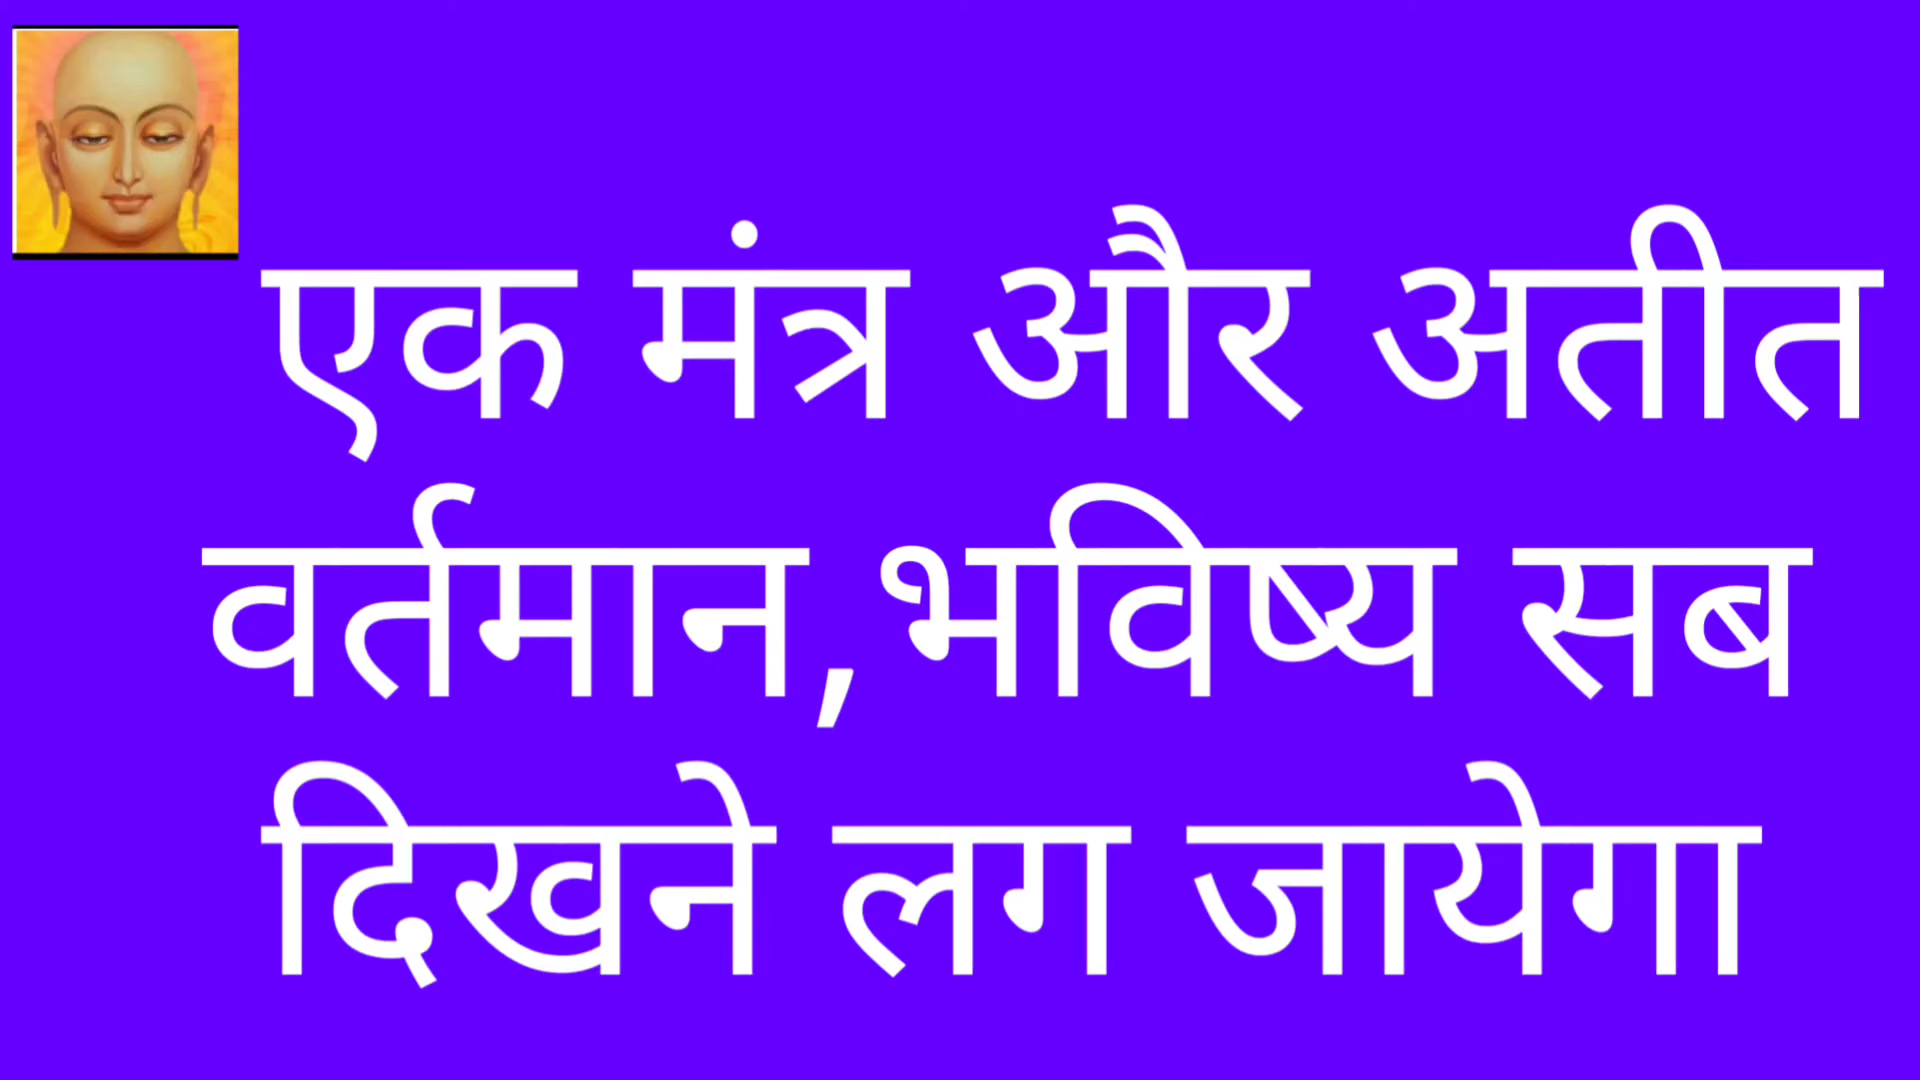 एक मंत्र और अतीत
वर्तमान,भविष्य सब
दिखने लग जायेगा